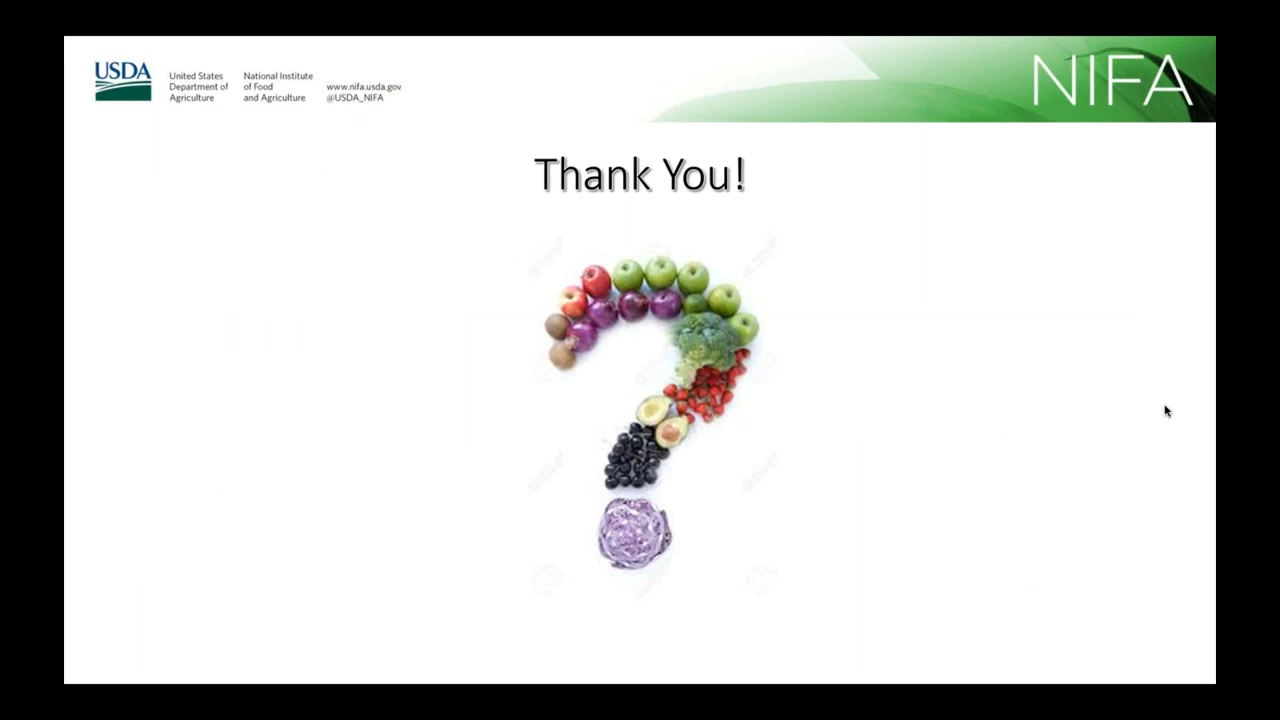 USDA
United States
Department of
Agriculture
National Institute
of Food
and Agriculture
www.nifa.usda.gov
@USDA_NIFA
NIFA
Thank You!